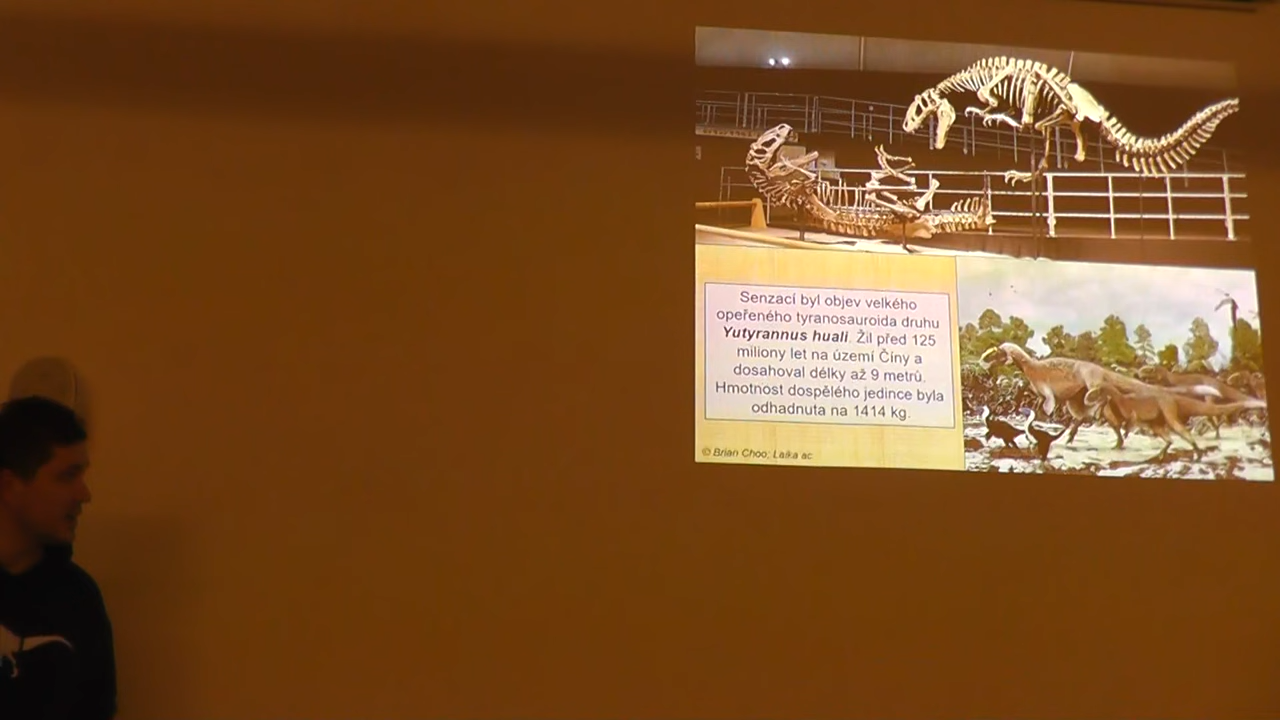 Senzací byl objev velkého
opeřeného tyranosauroida druhu
Yutyrannus huali. Žil před 125
miliony let na území Číny a
dosahoval délky až 9 metrů.
Hmotnost dospělého jedince byla
odhadnuta na 1414 kg.
© Brian Choo; Laika ac